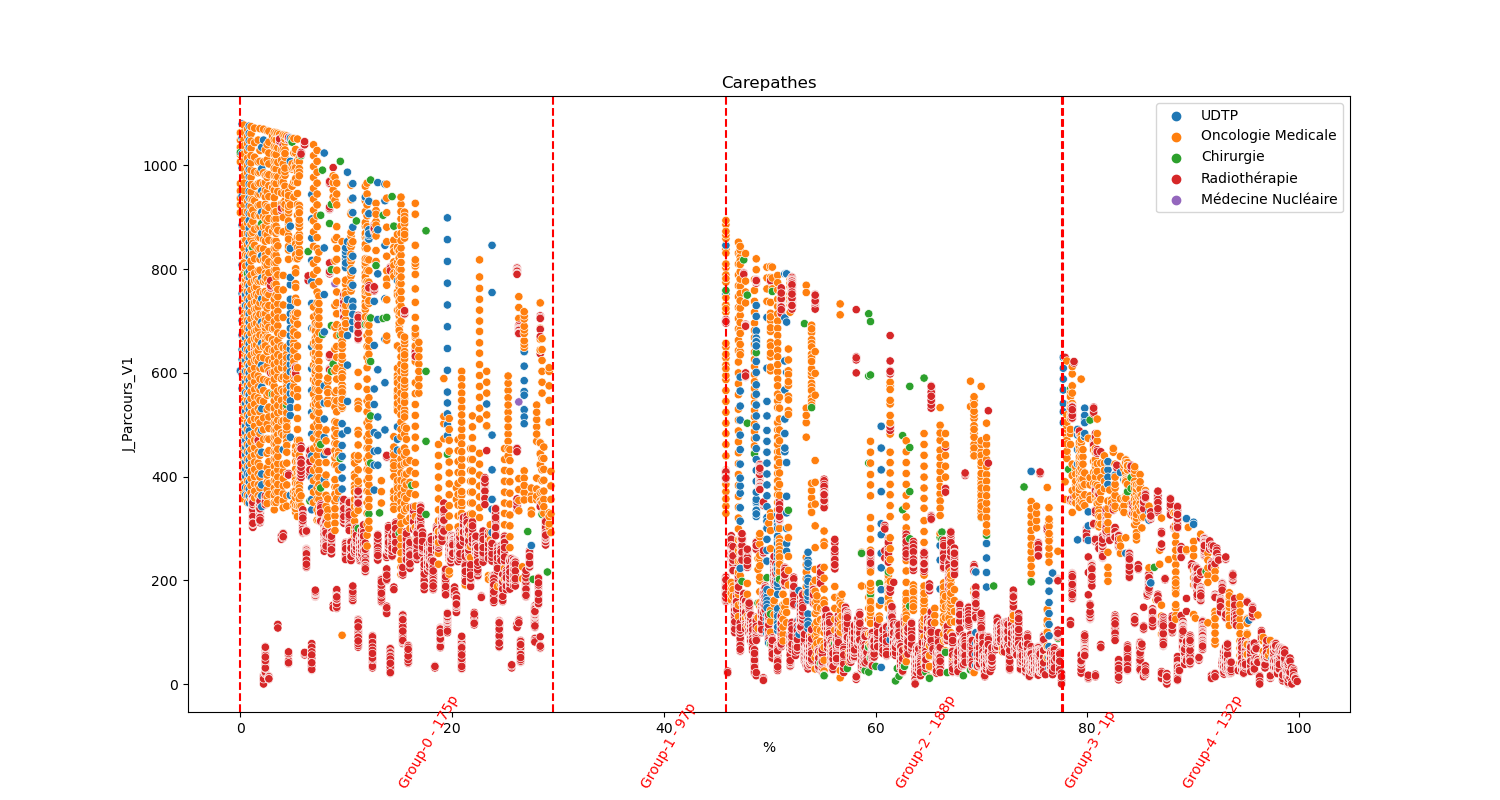 Carepathes
UDTP
Oncologie Medicale
Chirurgie
Radiothérapie
Médecine Nucléaire
J_Parcours_V1
1000
800
600
400
200
0
0
20
40
60
80
100
%
Group-0 - 175p
Group-1 - 97p
Group-2 - 188p
Group-3 - 1p
Group-4 - 132p